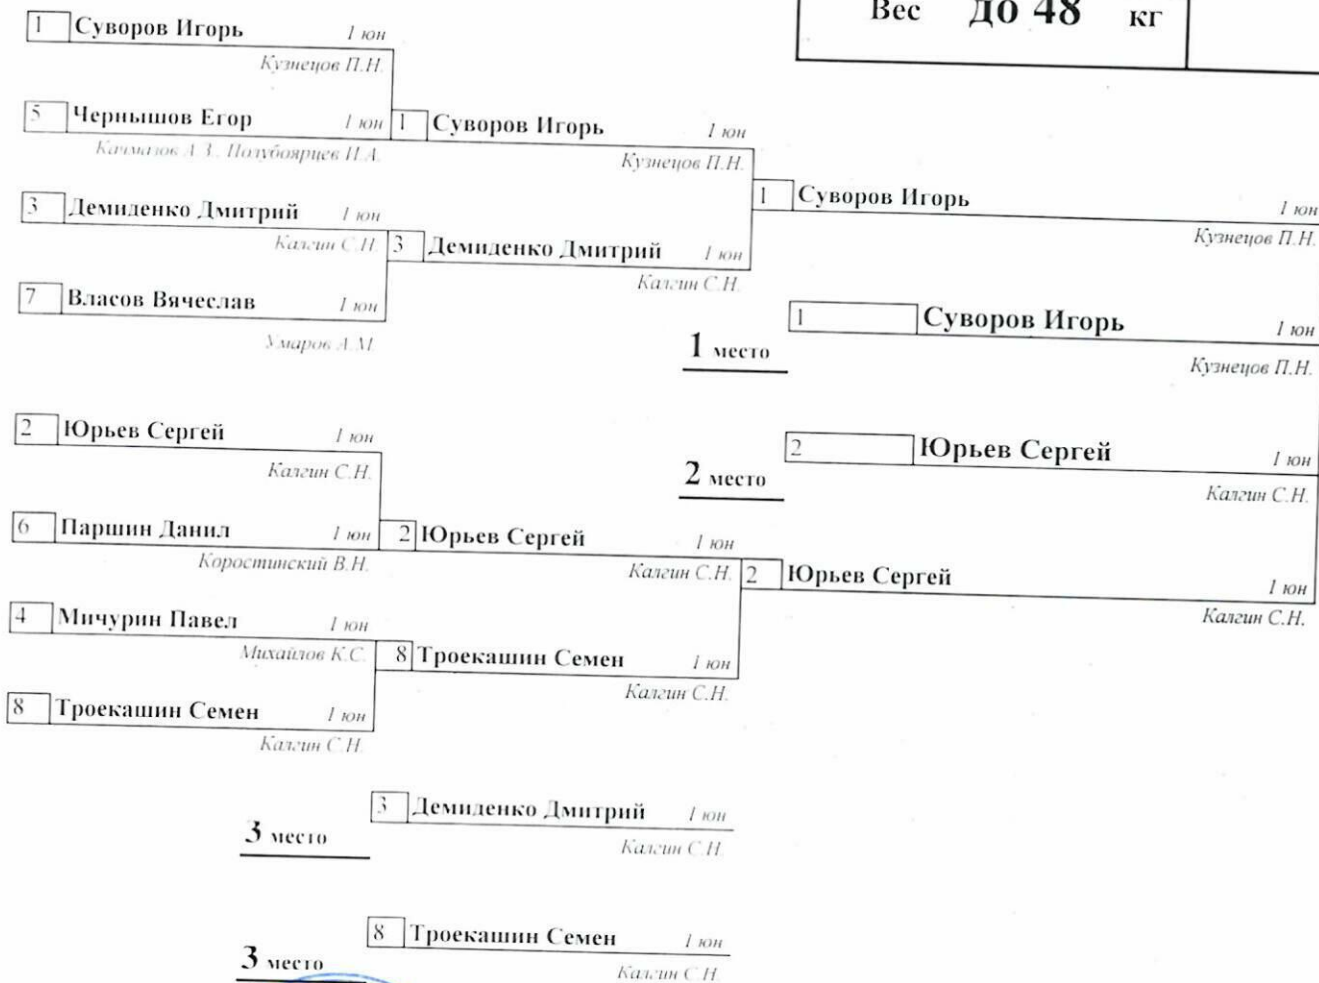 Вес до 48 кг
1 Суворов Игорь 1 юн
Кузнецов П.Н.
5 Чернышов Егор 1 юн
Качмазов А.З., Полубоярцев И.А.
3 Демиденко Дмитрий 1 юн
Калгин С.Н.
7 Власов Вячеслав 1 юн
Умаров А.М.
1 Суворов Игорь 1 юн
Кузнецов П.Н.
3 Демиденко Дмитрий 1 юн
Калгин С.Н.
1 Суворов Игорь 1 юн
Кузнецов П.Н.
1 место
1 Суворов Игорь 1 юн
Кузнецов П.Н.
2 место
2 Юрьев Сергей 1 юн
Калгин С.Н.
2 Юрьев Сергей 1 юн
Калгин С.Н.
6 Паршин Данил 1 юн
Коростинский В.Н.
4 Мичурин Павел 1 юн
Михайлов К.С.
8 Троекашин Семен 1 юн
Калгин С.Н.
2 Юрьев Сергей 1 юн
Калгин С.Н.
8 Троекашин Семен 1 юн
Калгин С.Н.
2 Юрьев Сергей 1 юн
Калгин С.Н.
3 место
3 Демиденко Дмитрий 1 юн
Калгин С.Н.
3 место
8 Троекашин Семен 1 юн
Калгин С.Н.